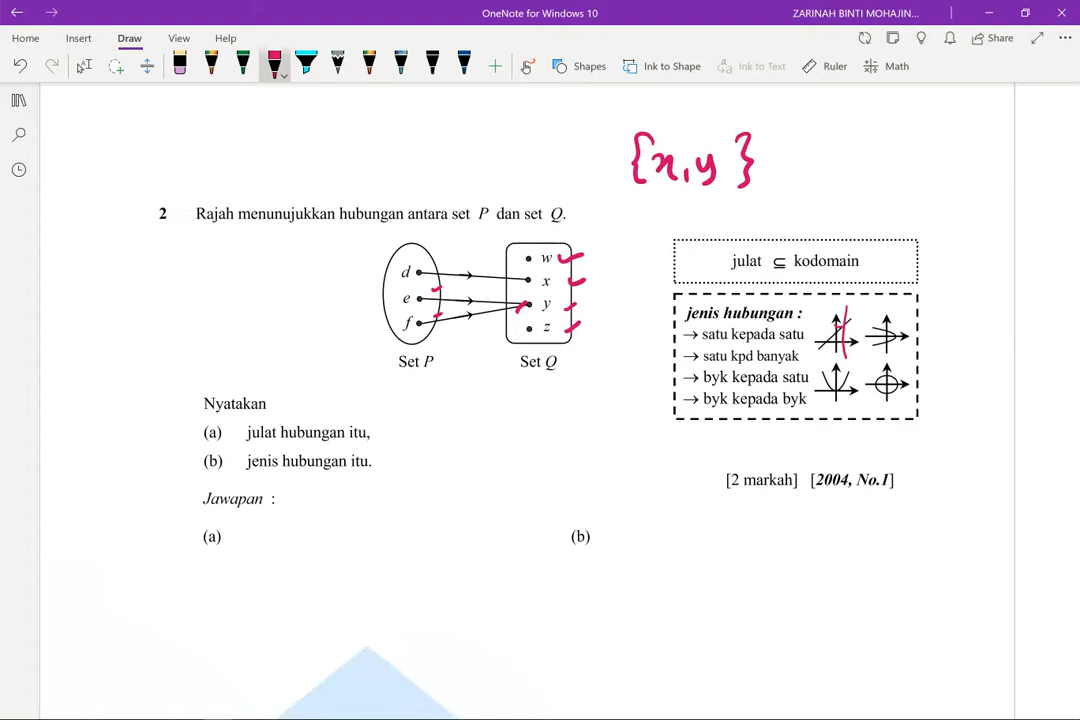 OneNote for Windows 10
ZARINAH BINTI MOHAJIN...
Home Insert Draw View Help
Share
Shapes Ink to Shape Ink to Text Ruler Math
{x,y}
2 Rajah menunujukkan hubungan antara set P dan set Q.
d
e
f
w
x
y
z
Set P
Set Q
julat ⊆ kodomain
jenis hubungan :
→ satu kepada satu
→ satu kpd banyak
→ byk kepada satu
→ byk kepada byk
Nyatakan
(a) julat hubungan itu,
(b) jenis hubungan itu.
[2 markah] [2004, No.1]
Jawapan :
(a) (b)